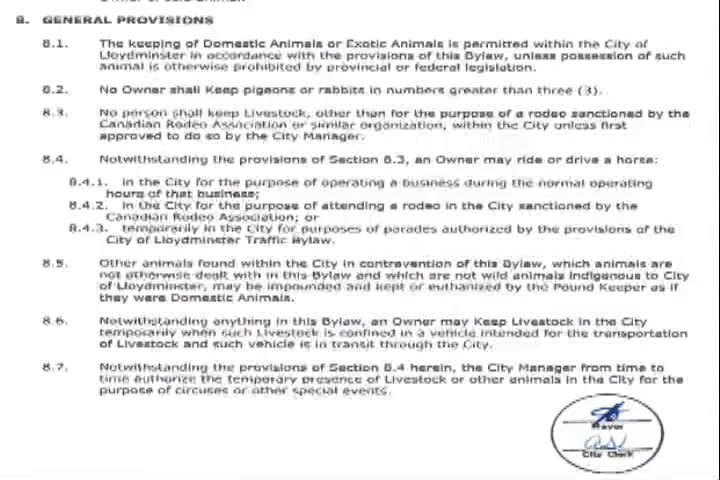 Owner of said animal.
8. GENERAL PROVISIONS
8.1. The keeping of Domestic Animals or Exotic Animals is permitted within the City of
Lloydminster in accordance with the provisions of this Bylaw, unless possession of such
animal is otherwise prohibited by provincial or federal legislation.
8.2. No Owner shall Keep pigeons or rabbits in numbers greater than three (3).
8.3. No person shall keep Livestock, other than for the purpose of a rodeo sanctioned by the
Canadian Rodeo Association or similar organization, within the City unless first
approved to do so by the City Manager.
8.4. Notwithstanding the provisions of Section 8.3, an Owner may ride or drive a horse:
8.4.1. in the City for the purpose of operating a business during the normal operating
hours of that business;
8.4.2. in the City for the purpose of attending a rodeo in the City sanctioned by the
Canadian Rodeo Association; or
8.4.3. temporarily in the City for purposes of parades authorized by the provisions of the
City of Lloydminster Traffic Bylaw.
8.5. Other animals found within the City in contravention of this Bylaw, which animals are
not otherwise dealt with in this Bylaw and which are not wild animals indigenous to City
of Lloydminster, may be impounded and kept or euthanized by the Pound Keeper as if
they were Domestic Animals.
8.6. Notwithstanding anything in this Bylaw, an Owner may Keep Livestock in the City
temporarily when such Livestock is confined in a vehicle intended for the transportation
of Livestock and such vehicle is in transit through the City.
8.7. Notwithstanding the provisions of Section 8.4 herein, the City Manager from time to
time authorize the temporary presence of Livestock or other animals in the City for the
purpose of circuses or other special events.
Mayor
City Clerk